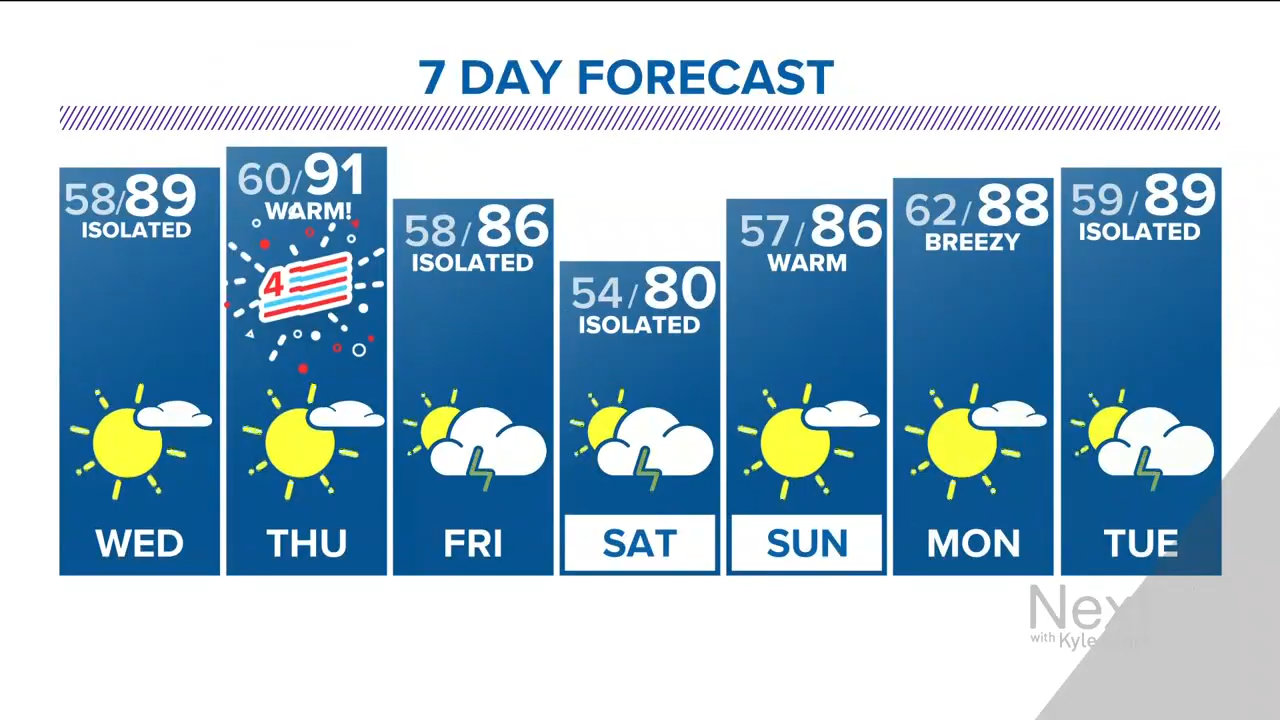 7 DAY FORECAST
58/89
ISOLATED
WED
60/91
WARM!
4
THU
58/86
ISOLATED
FRI
54/80
ISOLATED
SAT
57/86
WARM
SUN
62/88
BREEZY
MON
59/89
ISOLATED
TUE
Next
with Kyle